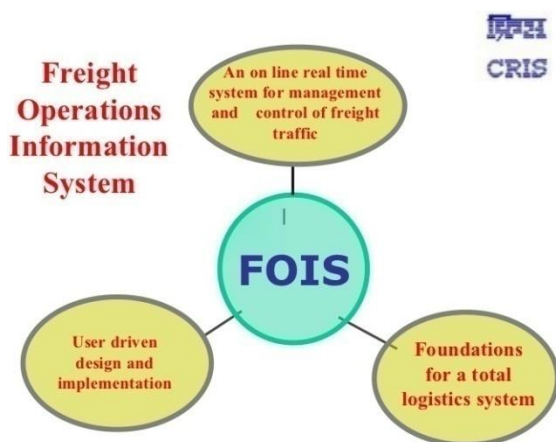 Freight
Operations
Information
System
क्रिस
CRIS
An on line real time
system for management
and control of freight
traffic
FOIS
User driven
design and
implementation
Foundations
for a total
logistics system